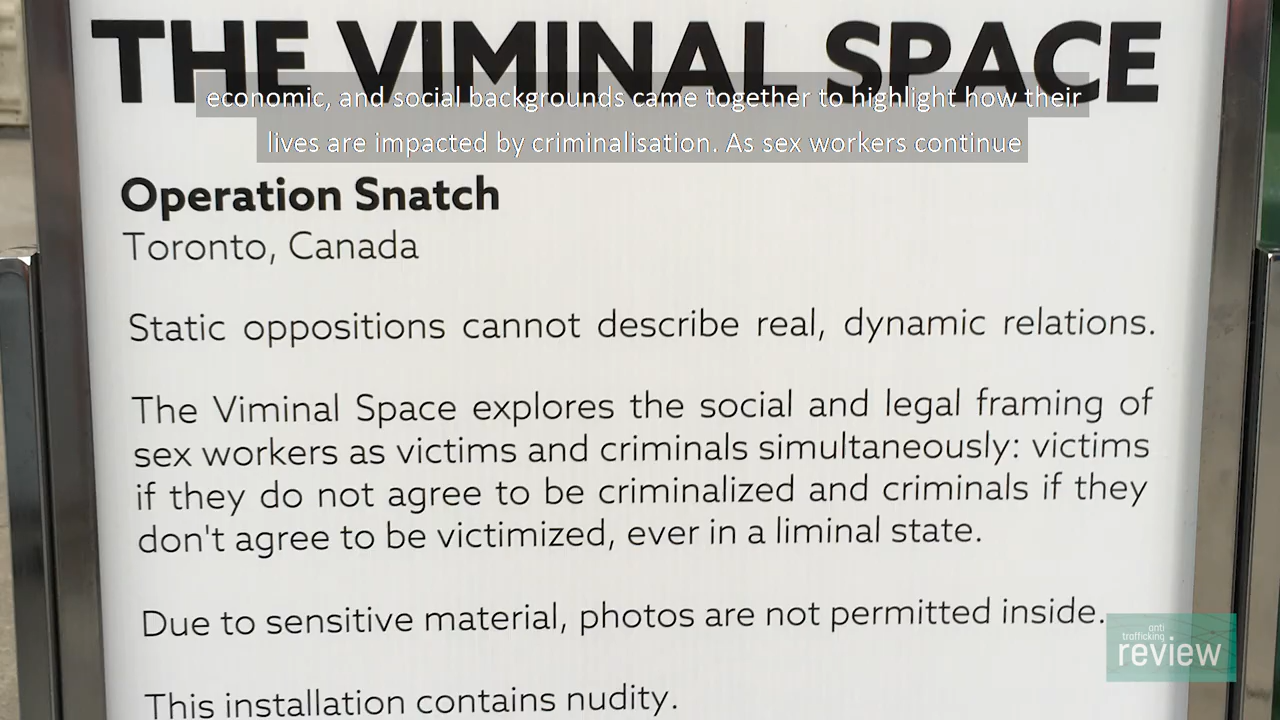 THE VIMINAL SPACE
economic, and social backgrounds came together to highlight how their
lives are impacted by criminalisation. As sex workers continue
Operation Snatch
Toronto, Canada
Static oppositions cannot describe real, dynamic relations.
The Viminal Space explores the social and legal framing of
sex workers as victims and criminals simultaneously: victims
if they do not agree to be criminalized and criminals if they
don't agree to be victimized, ever in a liminal state.
Due to sensitive material, photos are not permitted inside.
This installation contains nudity.
anti
trafficking
review